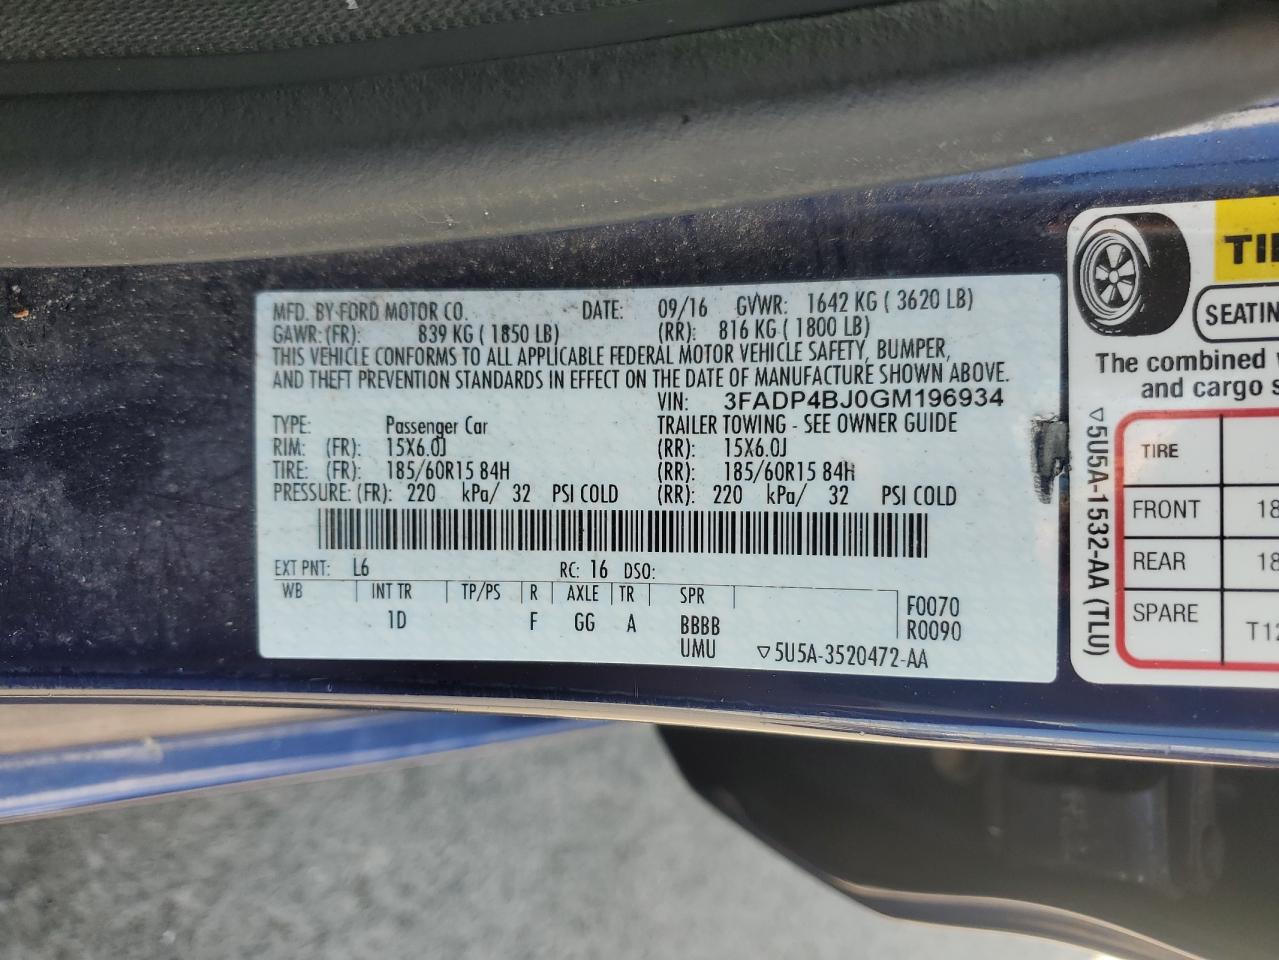 MFD. BY FORD MOTOR CO. DATE: 09/16 GVWR: 1642 KG ( 3620 LB)
GAWR: (FR): 839 KG ( 1850 LB) (RR): 816 KG ( 1800 LB)
THIS VEHICLE CONFORMS TO ALL APPLICABLE FEDERAL MOTOR VEHICLE SAFETY, BUMPER,
AND THEFT PREVENTION STANDARDS IN EFFECT ON THE DATE OF MANUFACTURE SHOWN ABOVE.
VIN: 3FADP4BJ0GM196934
TYPE: Passenger Car TRAILER TOWING - SEE OWNER GUIDE
RIM: (FR): 15X6.0J (RR): 15X6.0J
TIRE: (FR): 185/60R15 84H (RR): 185/60R15 84H
PRESSURE: (FR): 220 kPa/ 32 PSI COLD (RR): 220 kPa/ 32 PSI COLD
EXT PNT: L6 RC: 16 DSO:
WB INT TR TP/PS R AXLE TR SPR F0070
1D F GG A BBBB R0090
UMU ▽5U5A-3520472-AA
TI
SEATIN
The combined
and cargo s
▽5U5A-1532-AA (TLU)
TIRE
FRONT 18
REAR 18
SPARE T12